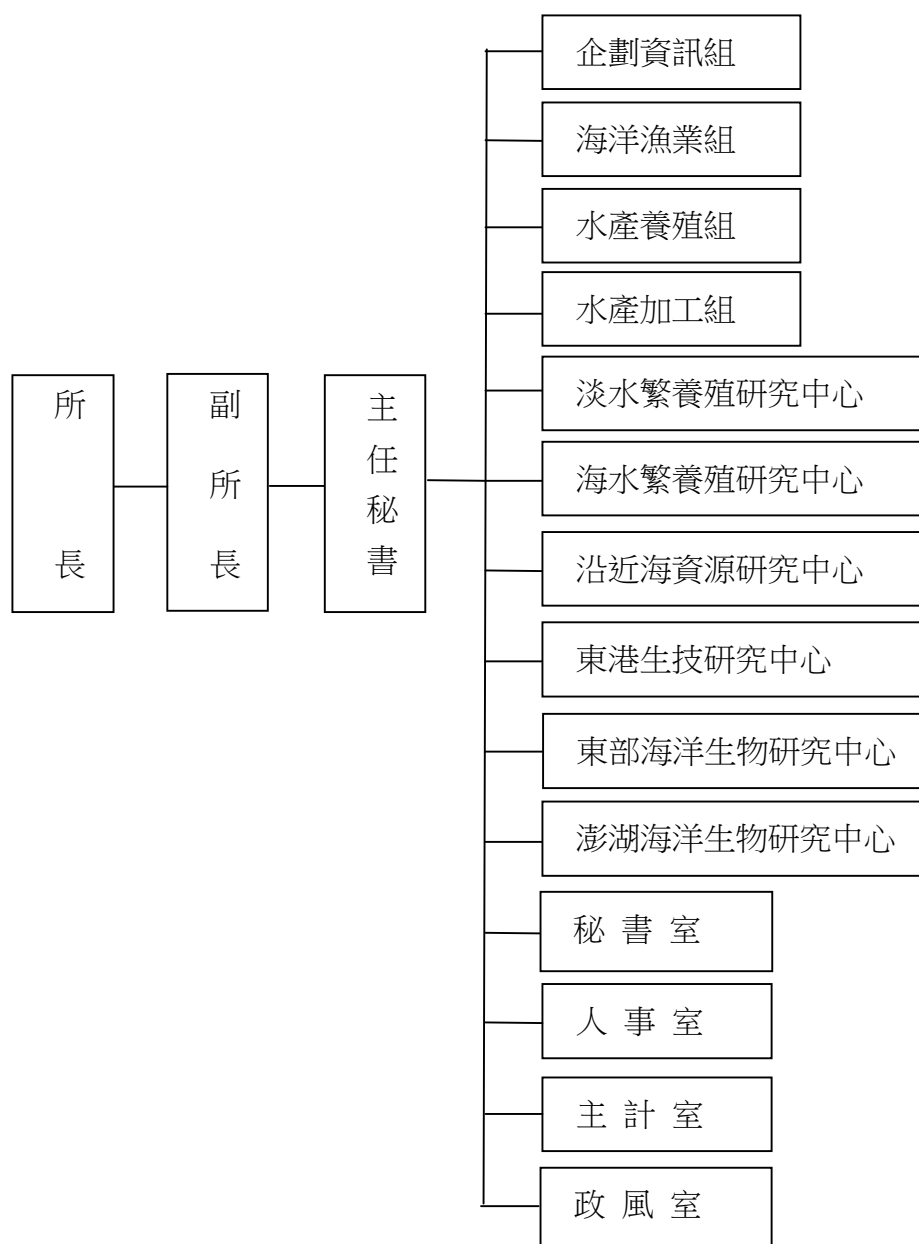 所長
副所長
主任秘書
企劃資訊組
海洋漁業組
水產養殖組
水產加工組
淡水繁養殖研究中心
海水繁養殖研究中心
沿近海資源研究中心
東港生技研究中心
東部海洋生物研究中心
澎湖海洋生物研究中心
秘書室
人事室
主計室
政風室